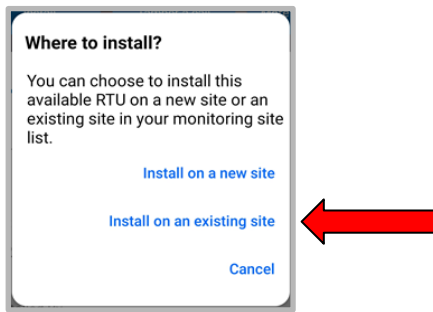 Where to install?
You can choose to install this
available RTU on a new site or an
existing site in your monitoring site
list.
Install on a new site
Install on an existing site
Cancel